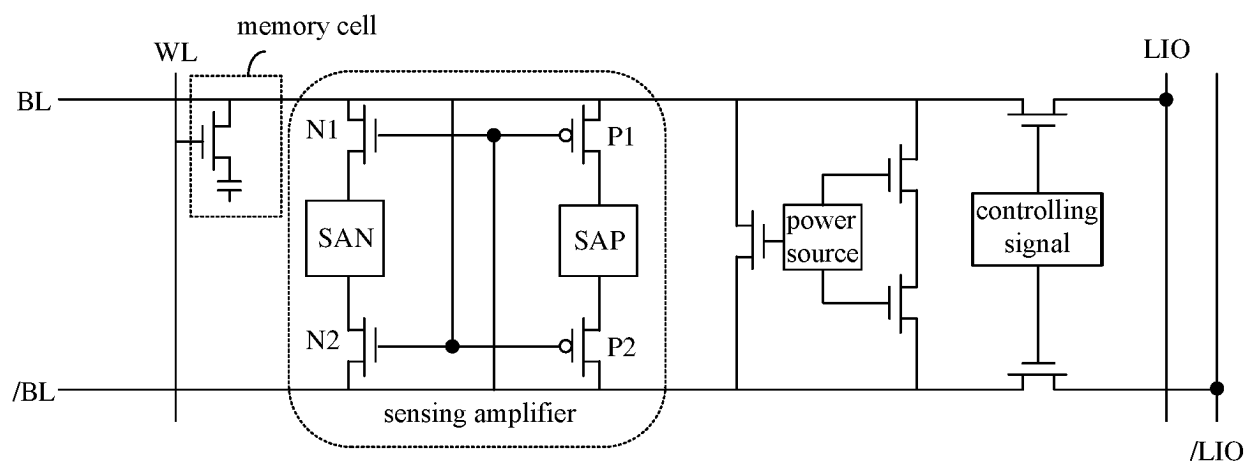 memory cell
WL
LIO
BL
N1
P1
SAN
SAP
power
source
controlling
signal
N2
P2
/BL
sensing amplifier
/LIO